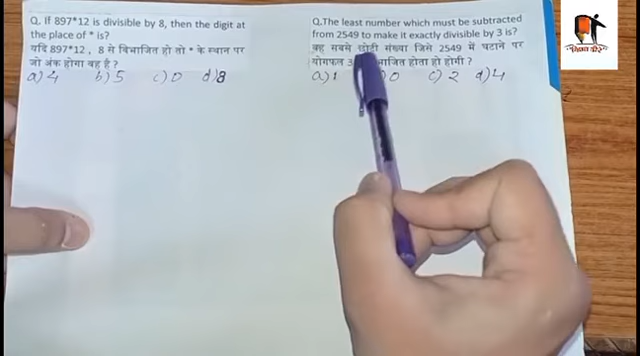 Q. If 897*12 is divisible by 8, then the digit at
the place of * is?
यदि 897*12 , 8 से विभाजित हो तो * के स्थान पर
जो अंक होगा वह है ?
a) 4 b) 5 c) 0 d) 8
Q.The least number which must be subtracted
from 2549 to make it exactly divisible by 3 is?
वह सबसे छोटी संख्या जिसे 2549 में घटाने पर
योगफल 3 भाजित होता हो होगी ?
a) 1 ) 0 c) 2 d) 4